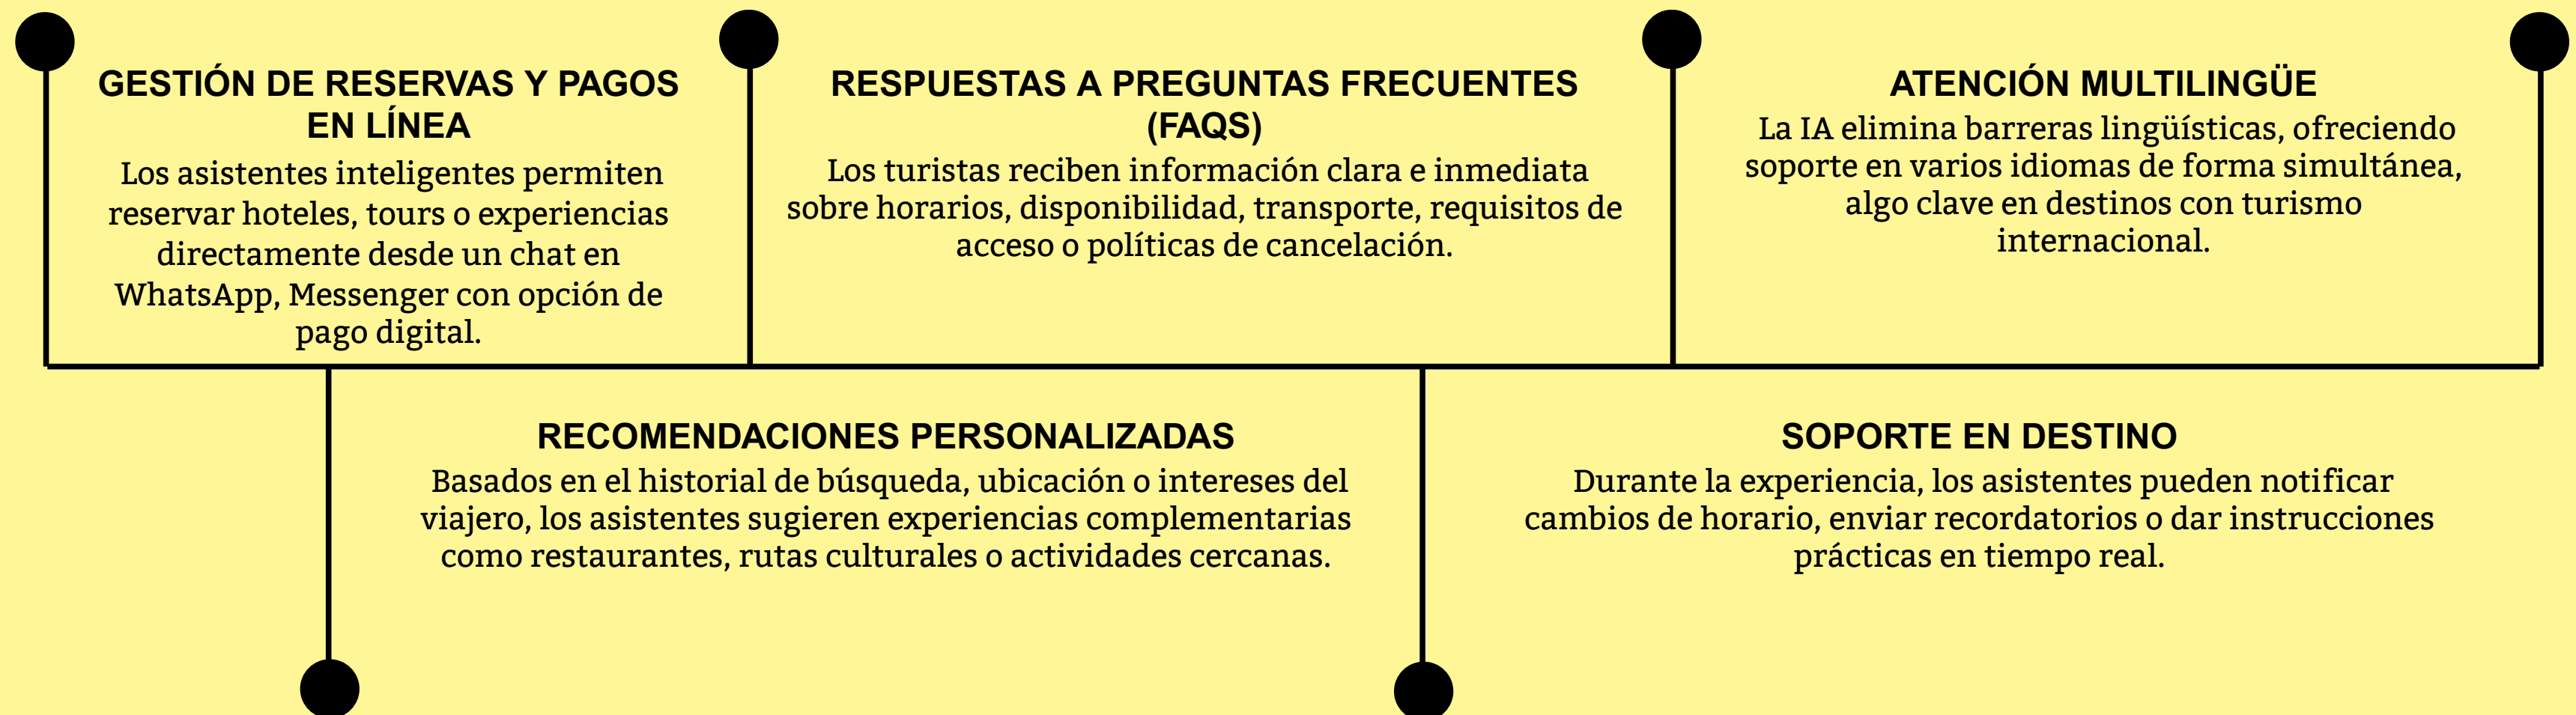 GESTIÓN DE RESERVAS Y PAGOS
EN LÍNEA
Los asistentes inteligentes permiten
reservar hoteles, tours o experiencias
directamente desde un chat en
WhatsApp, Messenger con opción de
pago digital.
RESPUESTAS A PREGUNTAS FRECUENTES
(FAQS)
Los turistas reciben información clara e inmediata
sobre horarios, disponibilidad, transporte, requisitos de
acceso o políticas de cancelación.
ATENCIÓN MULTILINGÜE
La IA elimina barreras lingüísticas, ofreciendo
soporte en varios idiomas de forma simultánea,
algo clave en destinos con turismo
internacional.
RECOMENDACIONES PERSONALIZADAS
Basados en el historial de búsqueda, ubicación o intereses del
viajero, los asistentes sugieren experiencias complementarias
como restaurantes, rutas culturales o actividades cercanas.
SOPORTE EN DESTINO
Durante la experiencia, los asistentes pueden notificar
cambios de horario, enviar recordatorios o dar instrucciones
prácticas en tiempo real.